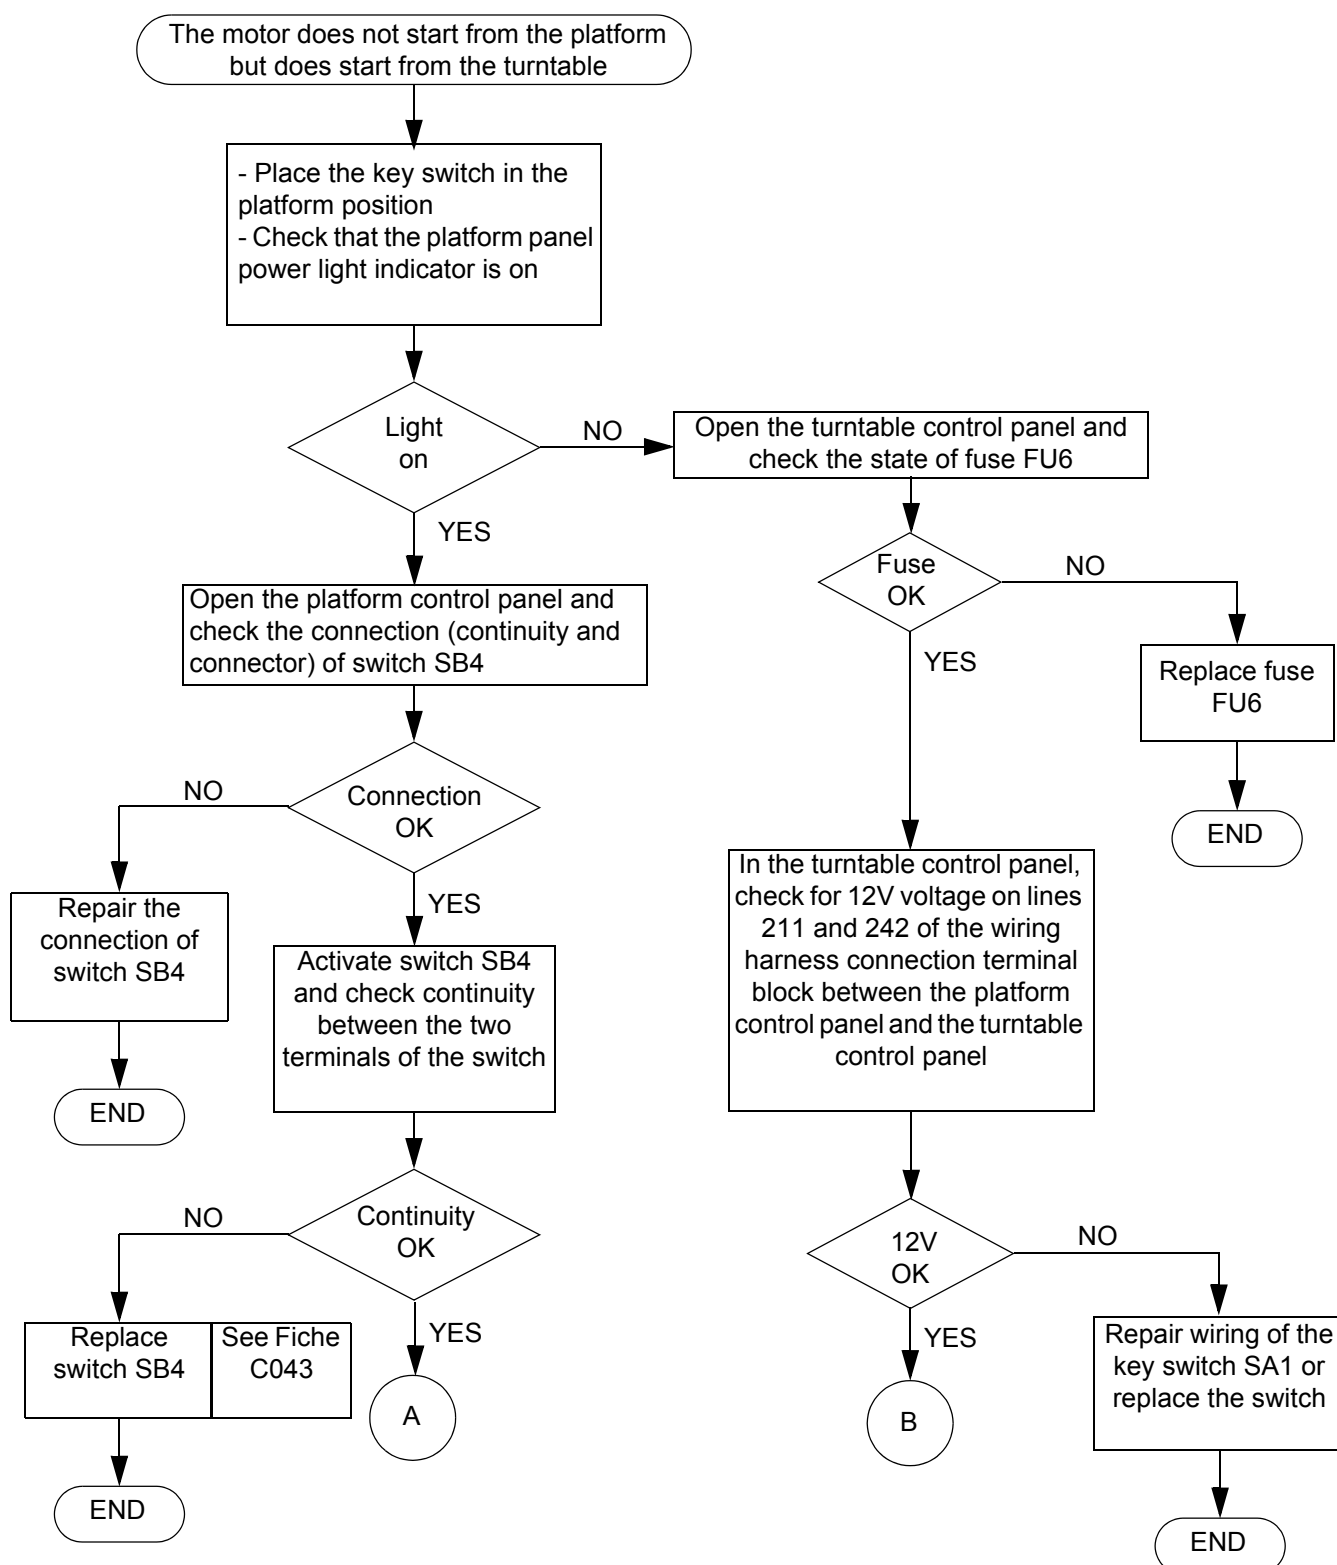 The motor does not start from the platform
but does start from the turntable
- Place the key switch in the
platform position
- Check that the platform panel
power light indicator is on
Light
on
NO
Open the turntable control panel and
check the state of fuse FU6
YES
Fuse
OK
NO
Open the platform control panel and
check the connection (continuity and
connector) of switch SB4
YES
Replace fuse
FU6
NO
Connection
OK
END
In the turntable control panel,
check for 12V voltage on lines
211 and 242 of the wiring
harness connection terminal
block between the platform
control panel and the turntable
control panel
Repair the
connection of
switch SB4
YES
Activate switch SB4
and check continuity
between the two
terminals of the switch
END
NO
Continuity
OK
12V
OK
NO
YES
YES
Replace
switch SB4
See Fiche
C043
Repair wiring of the
key switch SA1 or
replace the switch
A
B
END
END